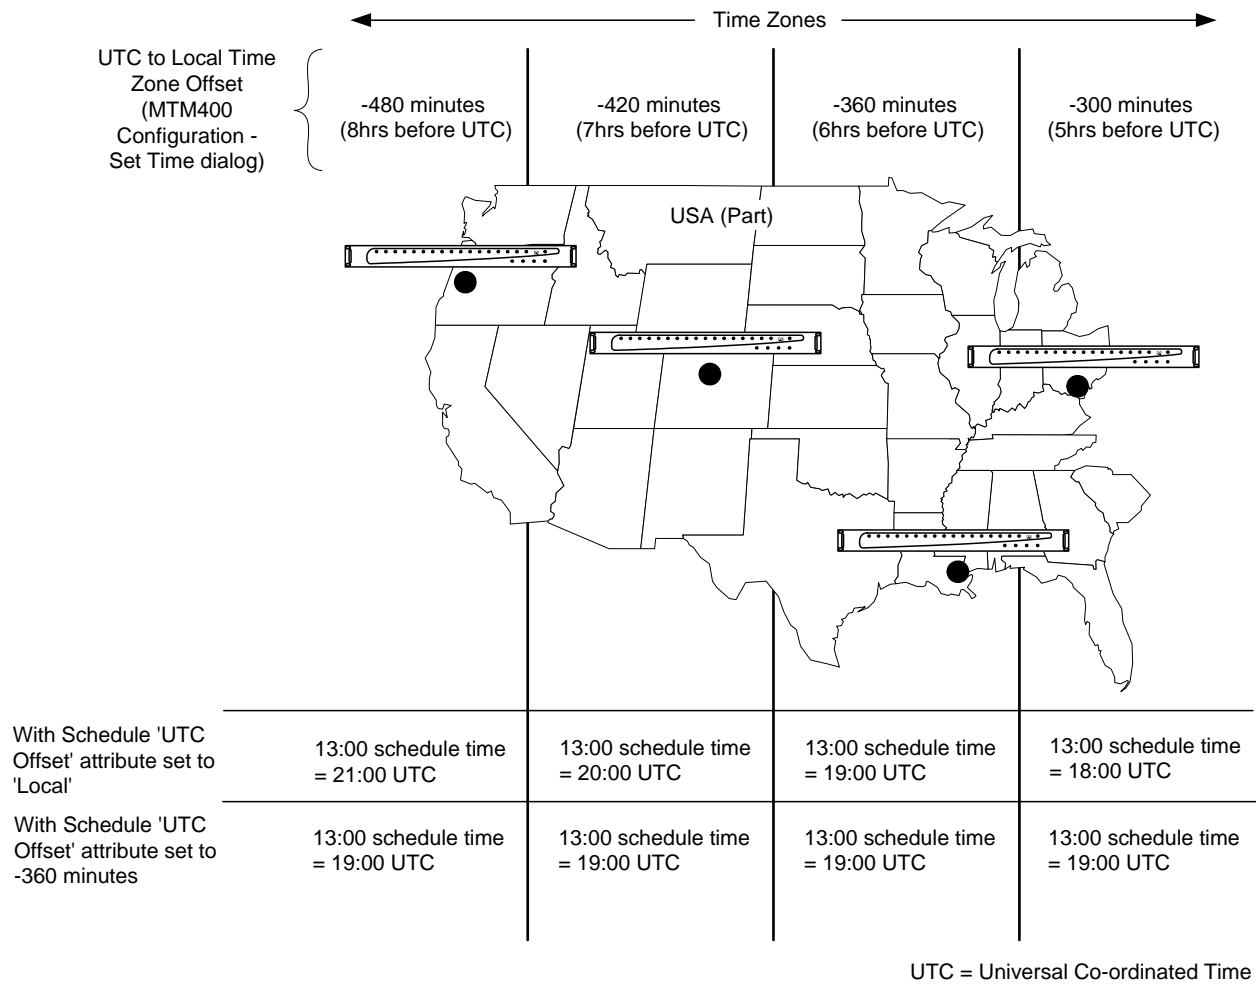 Time Zones
UTC to Local Time
Zone Offset
(MTM400
Configuration -
Set Time dialog)
-480 minutes
(8hrs before UTC)
-420 minutes
(7hrs before UTC)
-360 minutes
(6hrs before UTC)
-300 minutes
(5hrs before UTC)
USA (Part)
With Schedule 'UTC
Offset' attribute set to
'Local'
13:00 schedule time
= 21:00 UTC
13:00 schedule time
= 20:00 UTC
13:00 schedule time
= 19:00 UTC
13:00 schedule time
= 18:00 UTC
With Schedule 'UTC
Offset' attribute set to
-360 minutes
13:00 schedule time
= 19:00 UTC
13:00 schedule time
= 19:00 UTC
13:00 schedule time
= 19:00 UTC
13:00 schedule time
= 19:00 UTC
UTC = Universal Co-ordinated Time